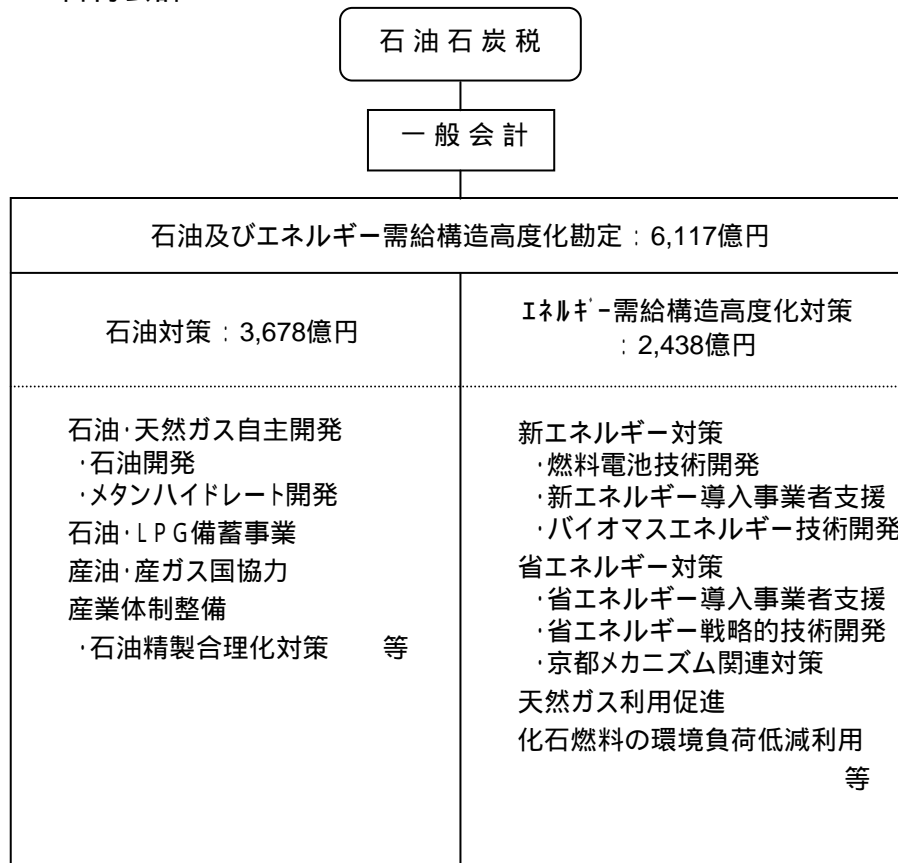 石油石炭税
一般会計
石油及びエネルギー需給構造高度化勘定：6,117億円
石油対策：3,678億円
石油･天然ガス自主開発
･石油開発
･メタンハイドレート開発
石油･ＬＰＧ備蓄事業
産油･産ガス国協力
産業体制整備
･石油精製合理化対策　　等
ｴﾈﾙｷﾞｰ需給構造高度化対策
：2,438億円
新エネルギー対策
･燃料電池技術開発
･新エネルギー導入事業者支援
･バイオマスエネルギー技術開発
省エネルギー対策
･省エネルギー導入事業者支援
･省エネルギー戦略的技術開発
･京都メカニズム関連対策
天然ガス利用促進
化石燃料の環境負荷低減利用
等